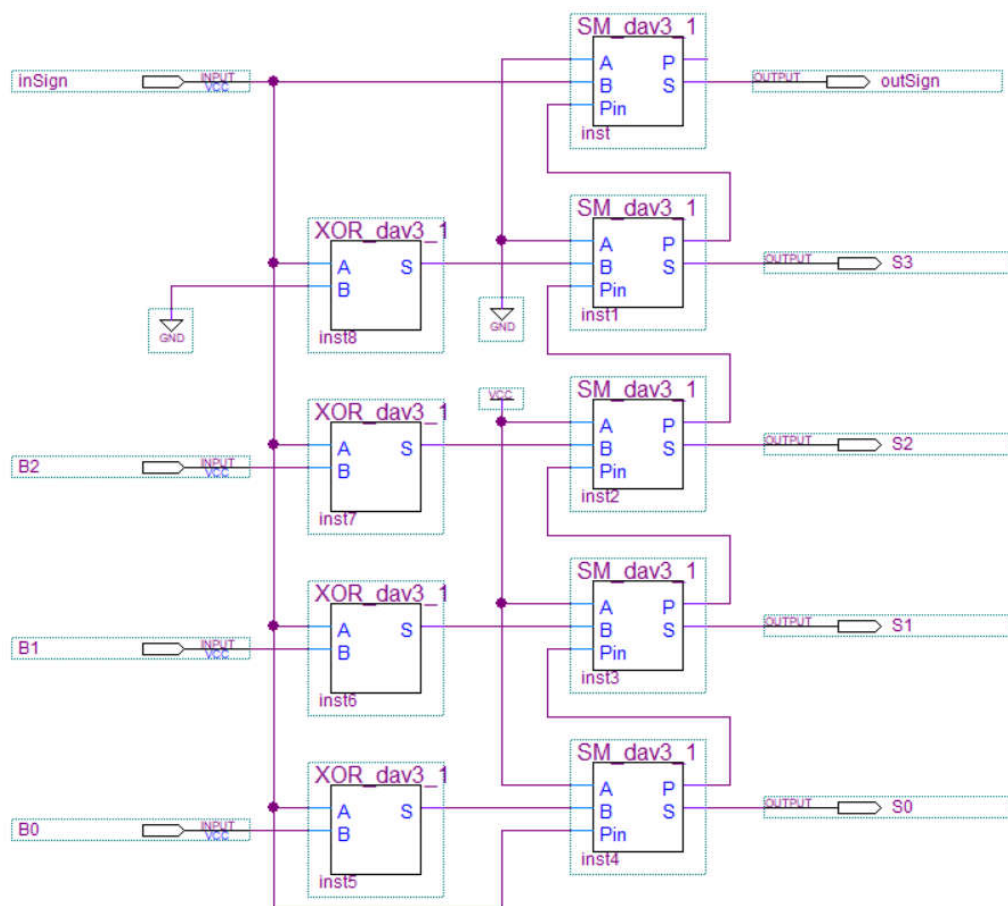 SM_dav3_1
inSign INPUT VCC
A P
B S
Pin
inst
OUTPUT outSign
XOR_dav3_1
A S
B
inst8
GND
SM_dav3_1
A P
B S
Pin
inst1
GND
OUTPUT S3
XOR_dav3_1
A S
B
inst7
B2 INPUT VCC
VCC
SM_dav3_1
A P
B S
Pin
inst2
OUTPUT S2
XOR_dav3_1
A S
B
inst6
B1 INPUT VCC
SM_dav3_1
A P
B S
Pin
inst3
OUTPUT S1
XOR_dav3_1
A S
B
inst5
B0 INPUT VCC
SM_dav3_1
A P
B S
Pin
inst4
OUTPUT S0